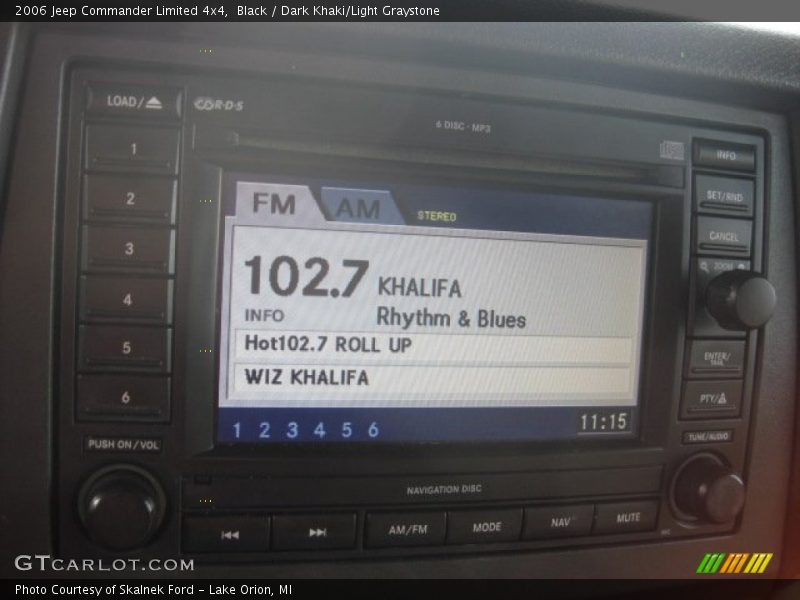 2006 Jeep Commander Limited 4x4,  Black / Dark Khaki/Light Graystone
LOAD/
R·D·S
6 DISC · MP3
INFO
1
SET/RND
2
CANCEL
3
ZOOM
4
5
ENTER/
6
PTY/
FM
AM
STEREO
102.7 KHALIFA
INFO
Rhythm & Blues
Hot102.7 ROLL UP
WIZ KHALIFA
1 2 3 4 5 6
11:15
PUSH ON/VOL
TUNE/AUDIO
NAVIGATION DISC
AM/FM
MODE
NAV
MUTE
GTCARLOT.COM
Photo Courtesy of Skalnek Ford – Lake Orion, MI